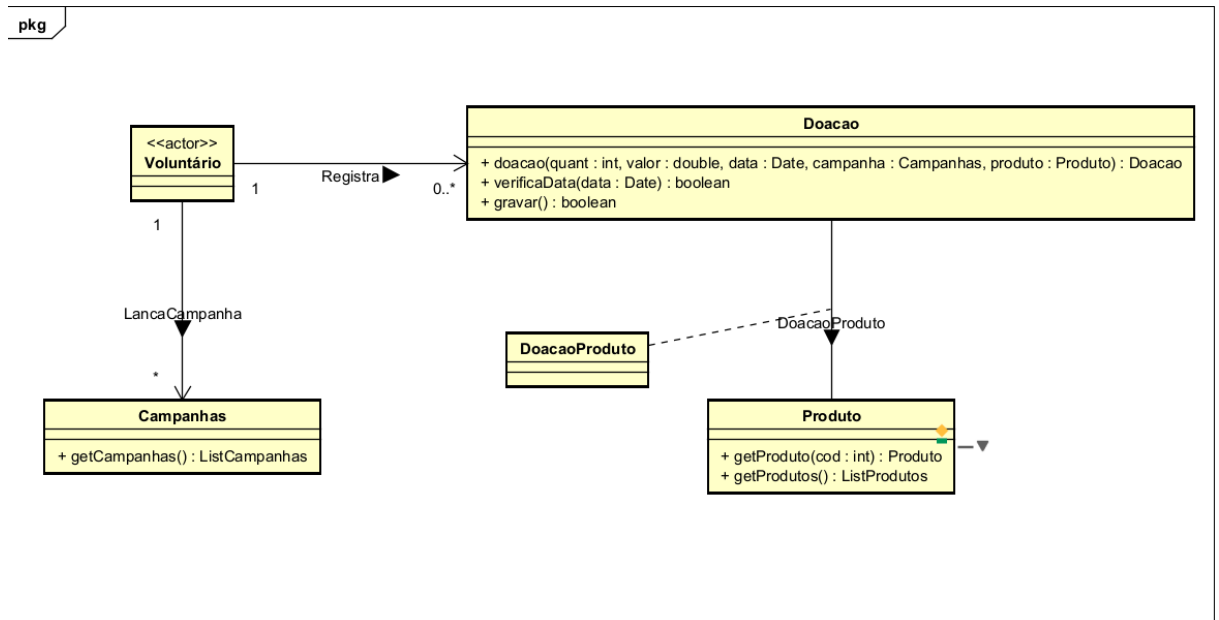 pkg
<<actor>>
Voluntário
1
Registra
0..*
Doacao
+ doacao(quant : int, valor : double, data : Date, campanha : Campanhas, produto : Produto) : Doacao
+ verificaData(data : Date) : boolean
+ gravar() : boolean
1
LancaCampanha
*
Campanhas
+ getCampanhas() : ListCampanhas
DoacaoProduto
DoacaoProduto
Produto
+ getProduto(cod : int) : Produto
+ getProdutos() : ListProdutos